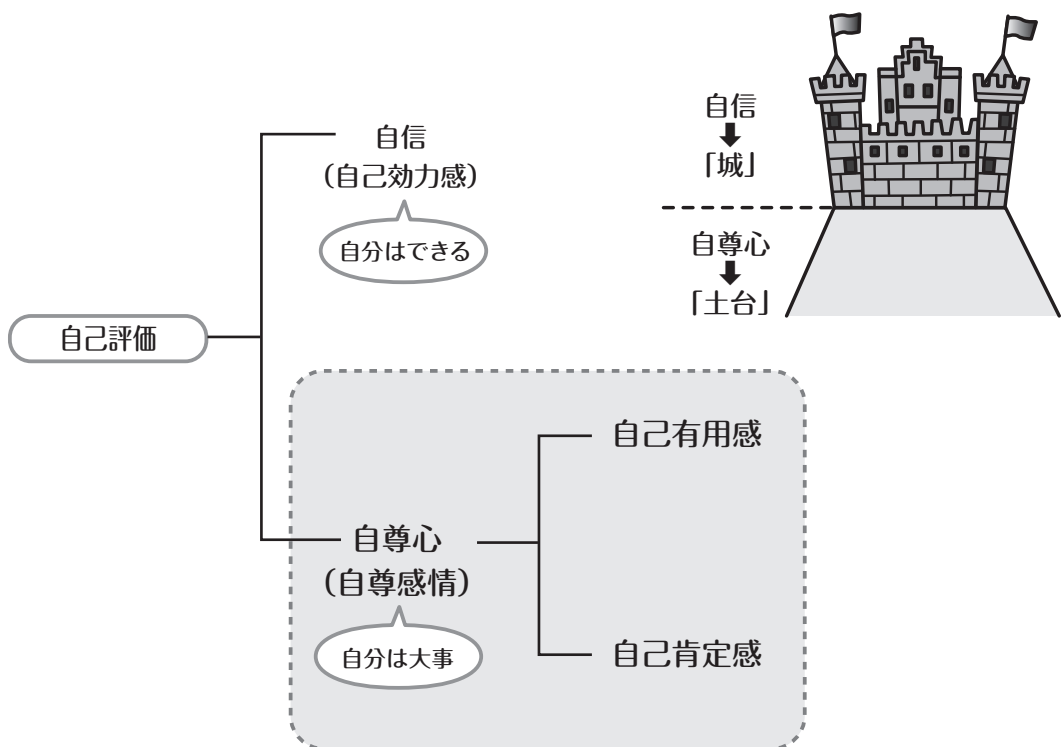 自信
(自己効力感)
自分はできる
自信
「城」
自尊心
「土台」
自己評価
自己有用感
自尊心
(自尊感情)
自分は大事
自己肯定感